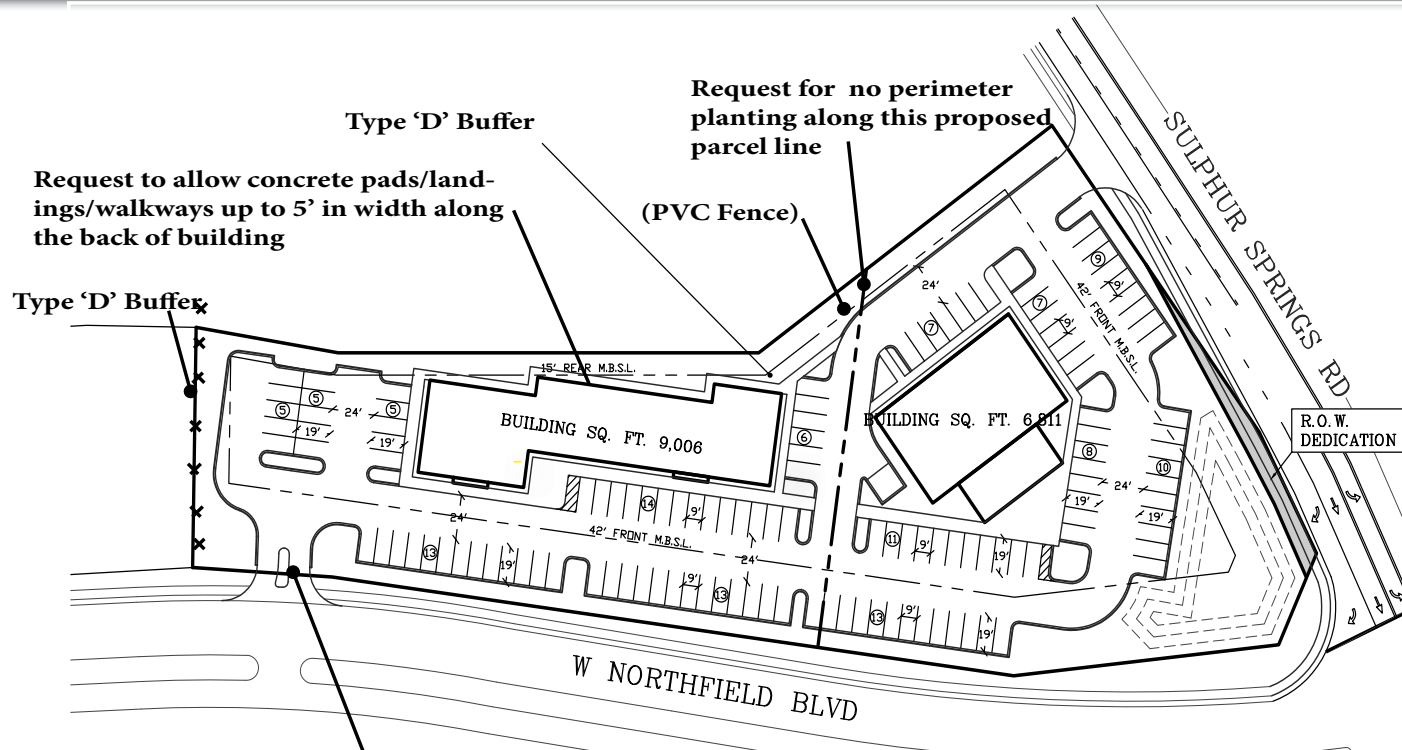 Request for no perimeter
planting along this proposed
parcel line
Type ‘D’ Buffer
Request to allow concrete pads/land-
ings/walkways up to 5’ in width along
the back of building
(PVC Fence)
Type ‘D’ Buffer
SULPHUR SPRINGS RD
R.O.W.
DEDICATION
15' REAR M.B.S.L.
42' FRONT M.B.S.L.
BUILDING SQ. FT. 9,006
BUILDING SQ. FT. 6,811
42' FRONT M.B.S.L.
9
9'
24'
7
7
9'
5
5
5
24'
19'
19'
6
8
10
24'
19'
19'
14
9'
24'
11
9'
19'
24'
13
19'
9'
13
13
9'
19'
W NORTHFIELD BLVD